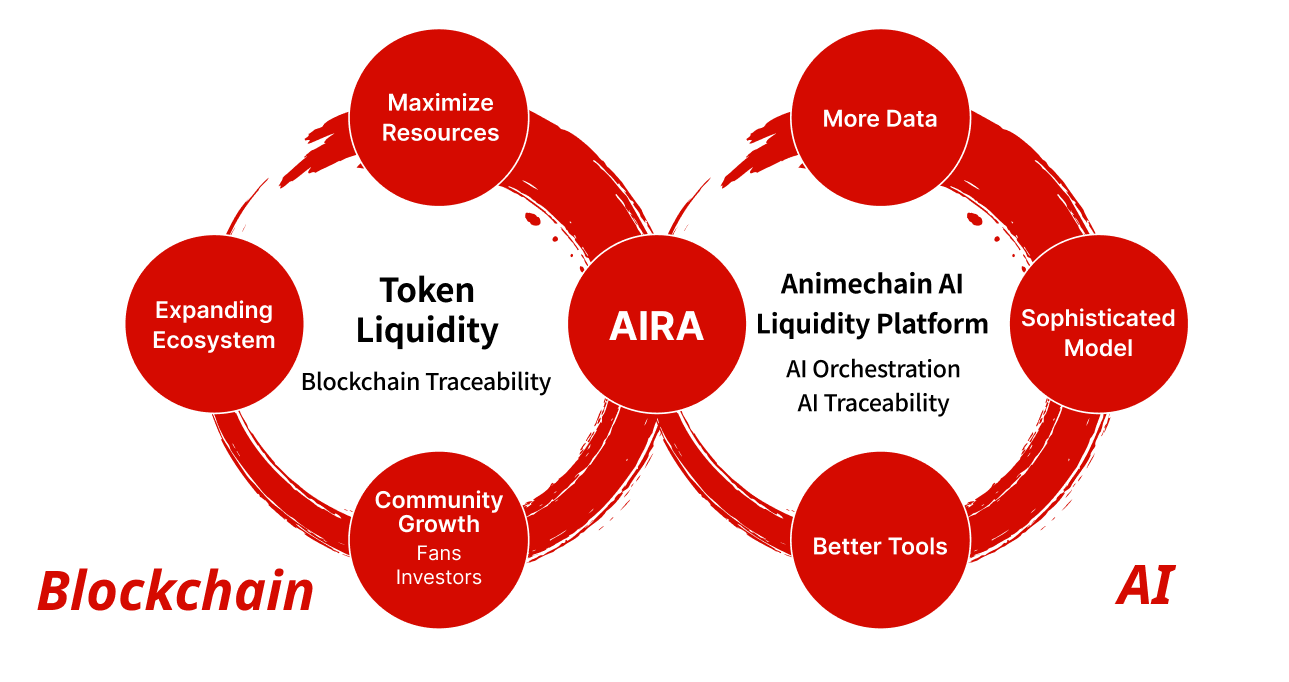 Maximize
Resources
More Data
Expanding
Ecosystem
Token
Liquidity
Blockchain Traceability
AIRA
Animechain AI
Liquidity Platform
AI Orchestration
AI Traceability
Sophisticated
Model
Community
Growth
Fans
Investors
Better Tools
Blockchain
AI